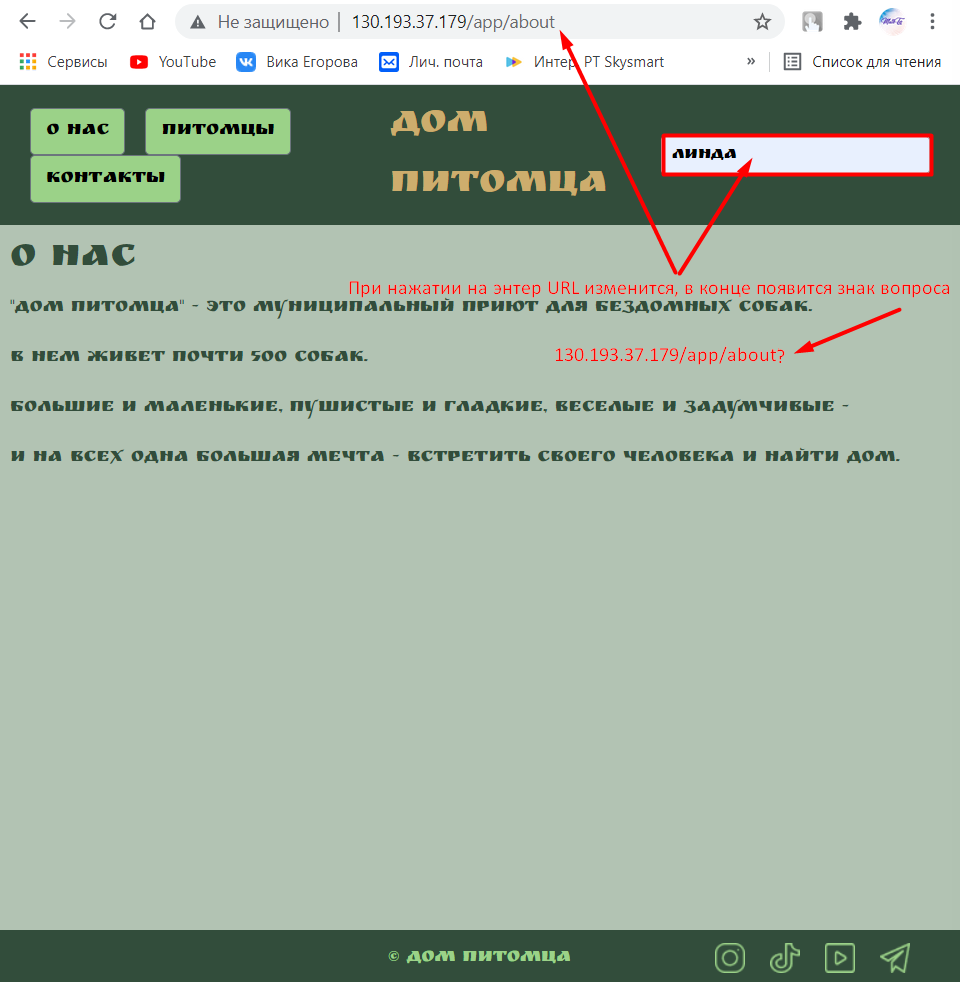 Не защищено | 130.193.37.179/app/about
Сервисы YouTube Вика Егорова Лич. почта Интер PT Skysmart » Список для чтения
О НАС ПИТОМЦЫ
КОНТАКТЫ
ДОМ
ПИТОМЦА
ЛИНДА
О НАС
При нажатии на энтер URL изменится, в конце появится знак вопроса
"ДОМ ПИТОМЦА" - ЭТО МУНИЦИПАЛЬНЫЙ ПРИЮТ ДЛЯ БЕЗДОМНЫХ СОБАК.
В НЕМ ЖИВЕТ ПОЧТИ 500 СОБАК.
130.193.37.179/app/about?
БОЛЬШИЕ И МАЛЕНЬКИЕ, ПУШИСТЫЕ И ГЛАДКИЕ, ВЕСЕЛЫЕ И ЗАДУМЧИВЫЕ -
И НА ВСЕХ ОДНА БОЛЬШАЯ МЕЧТА - ВСТРЕТИТЬ СВОЕГО ЧЕЛОВЕКА И НАЙТИ ДОМ.
© ДОМ ПИТОМЦА